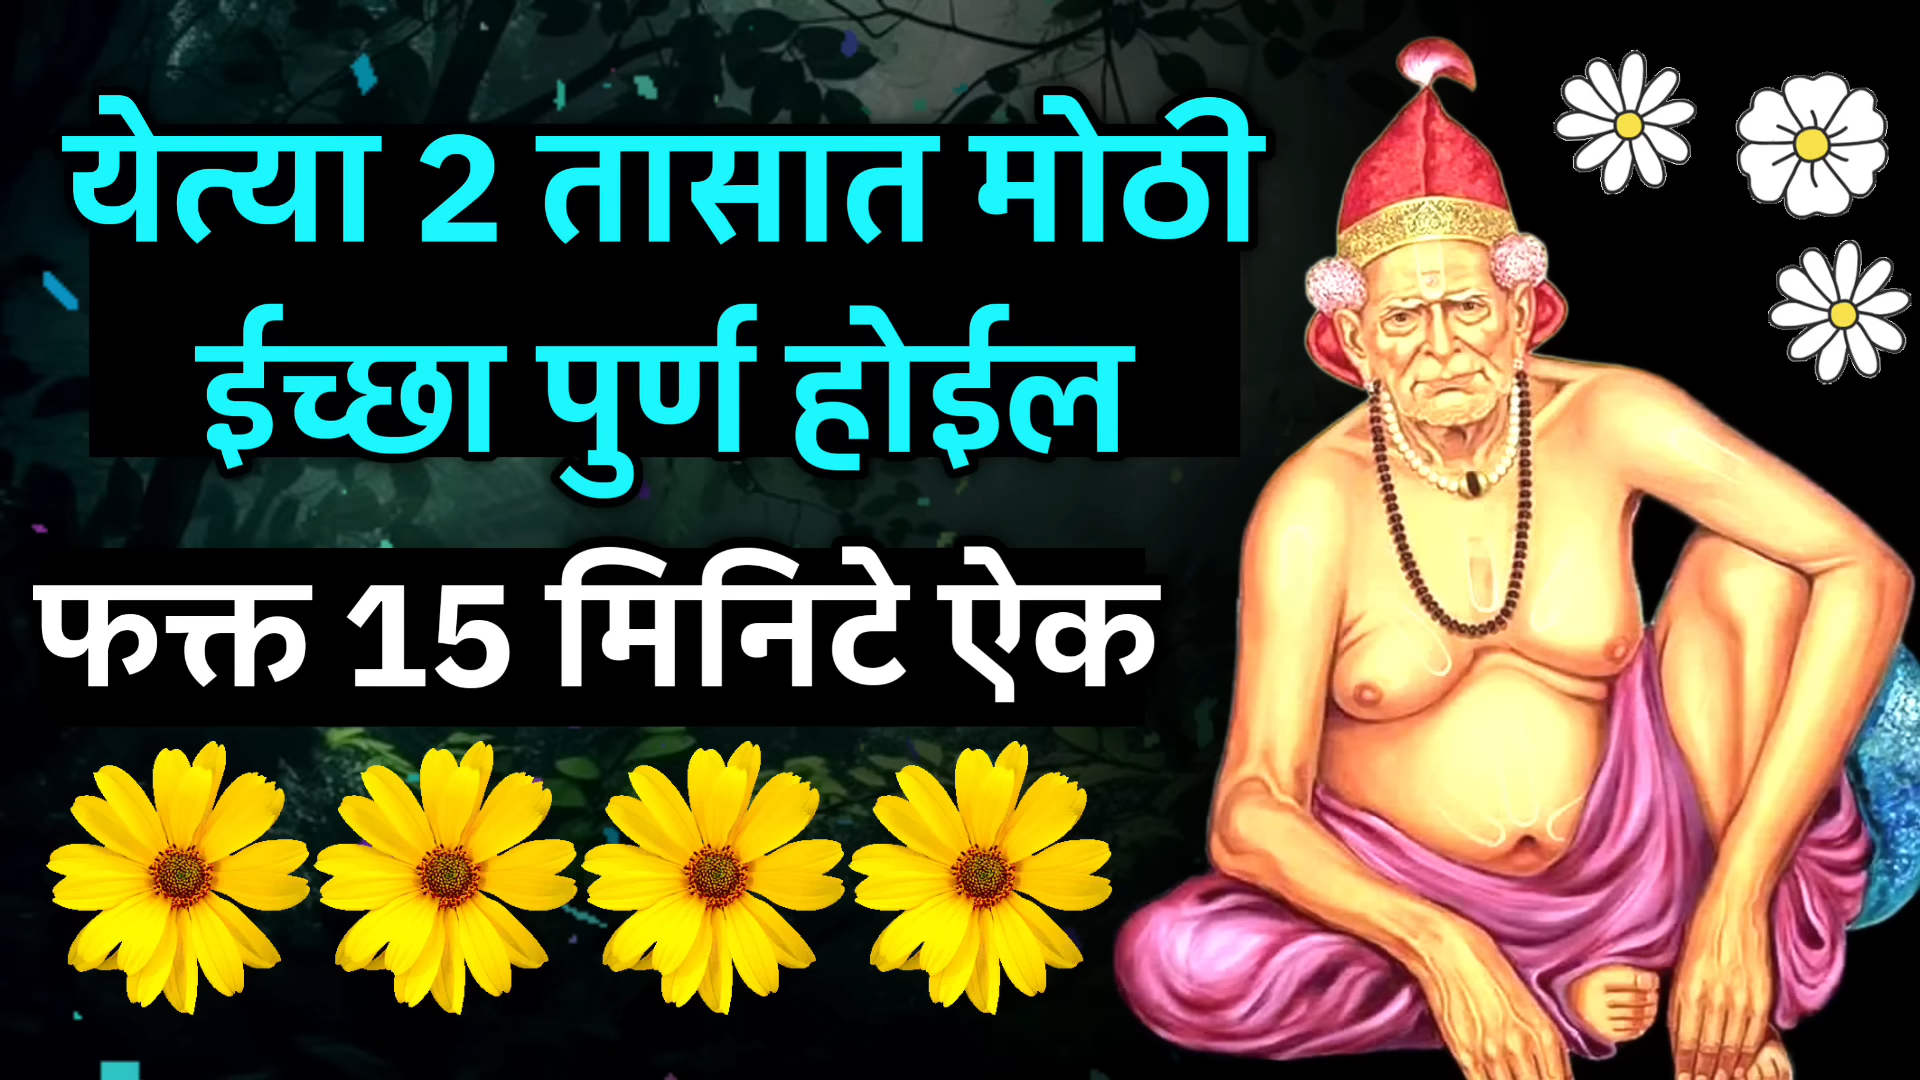 येत्या 2 तासात मोठी
ईच्छा पुर्ण होईल
फक्त 15 मिनिटे ऐक